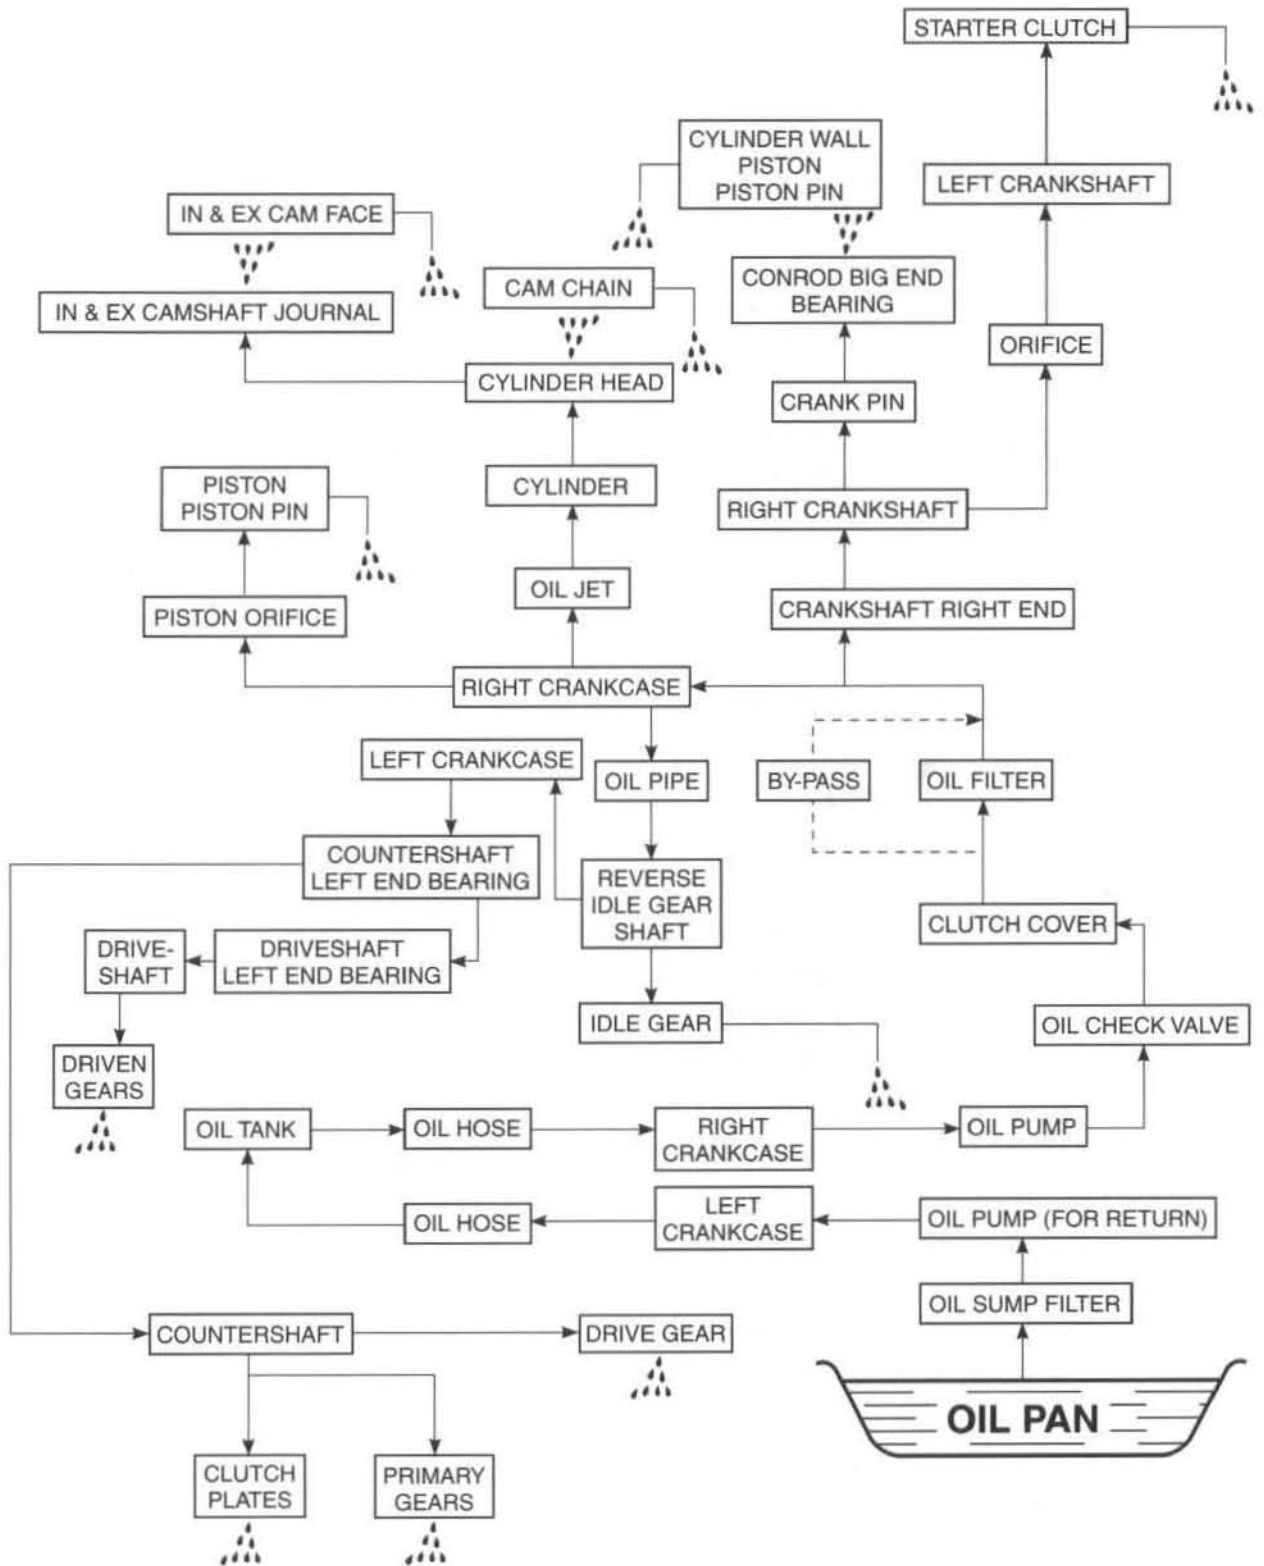 STARTER CLUTCH
CYLINDER WALL
PISTON
PISTON PIN
LEFT CRANKSHAFT
IN & EX CAM FACE
CAM CHAIN
CONROD BIG END
BEARING
IN & EX CAMSHAFT JOURNAL
ORIFICE
CYLINDER HEAD
CRANK PIN
PISTON
PISTON PIN
CYLINDER
RIGHT CRANKSHAFT
OIL JET
PISTON ORIFICE
CRANKSHAFT RIGHT END
RIGHT CRANKCASE
LEFT CRANKCASE
OIL PIPE
BY-PASS
OIL FILTER
COUNTERSHAFT
LEFT END BEARING
REVERSE
IDLE GEAR
SHAFT
CLUTCH COVER
DRIVE-
SHAFT
DRIVESHAFT
LEFT END BEARING
IDLE GEAR
OIL CHECK VALVE
DRIVEN
GEARS
OIL TANK
OIL HOSE
RIGHT
CRANKCASE
OIL PUMP
OIL HOSE
LEFT
CRANKCASE
OIL PUMP (FOR RETURN)
OIL SUMP FILTER
COUNTERSHAFT
DRIVE GEAR
OIL PAN
CLUTCH
PLATES
PRIMARY
GEARS